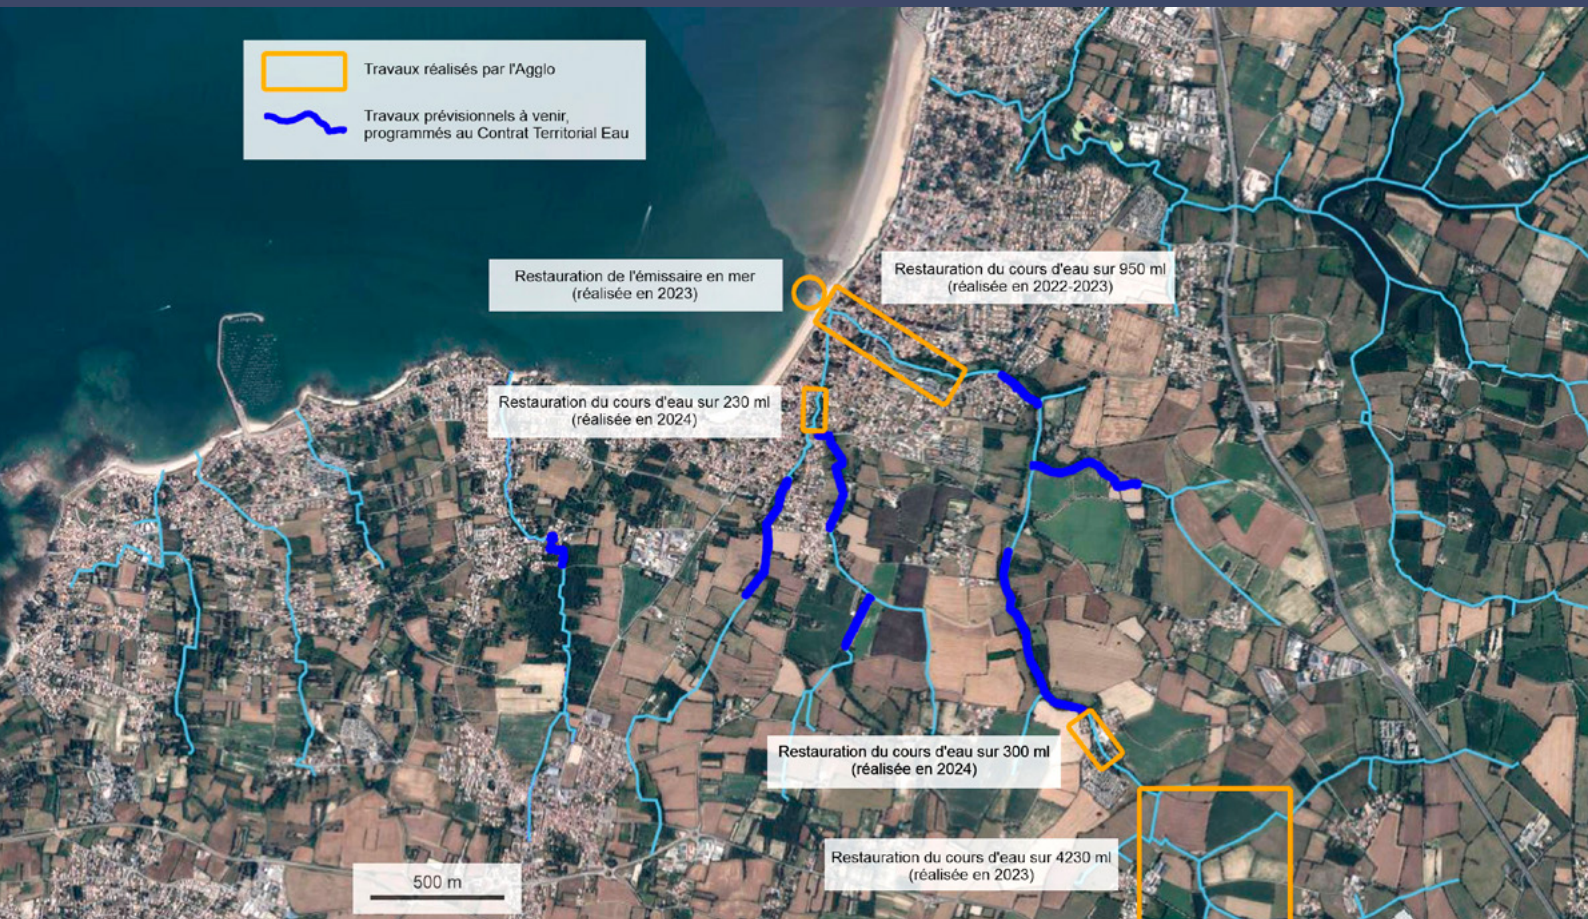 Travaux réalisés par l'Agglo
Travaux prévisionnels à venir,
programmés au Contrat Territorial Eau
Restauration de l'émissaire en mer
(réalisée en 2023)
Restauration du cours d'eau sur 950 ml
(réalisée en 2022-2023)
Restauration du cours d'eau sur 230 ml
(réalisée en 2024)
Restauration du cours d'eau sur 300 ml
(réalisée en 2024)
Restauration du cours d'eau sur 4230 ml
(réalisée en 2023)
500 m